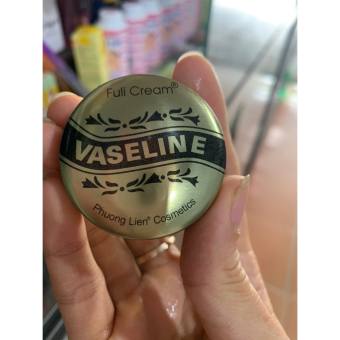 Full Cream®
VASELINE
Phuong Lien® Cosmetics